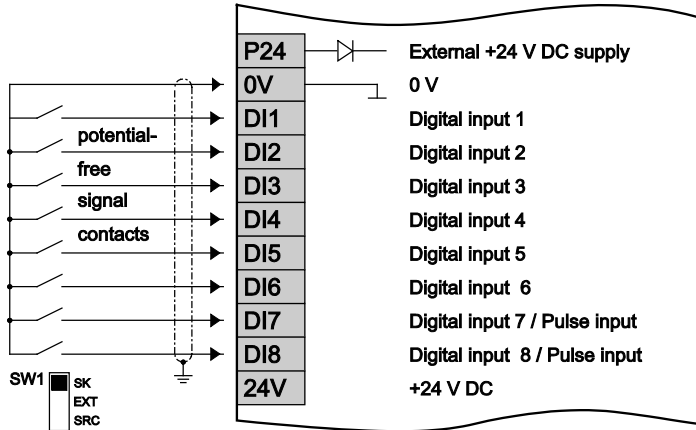 P24 External +24 V DC supply
0V 0 V
DI1 Digital input 1
potential-
DI2 Digital input 2
free
DI3 Digital input 3
signal
DI4 Digital input 4
contacts
DI5 Digital input 5
DI6 Digital input 6
DI7 Digital input 7 / Pulse input
DI8 Digital input 8 / Pulse input
24V +24 V DC
SW1 SK
EXT
SRC